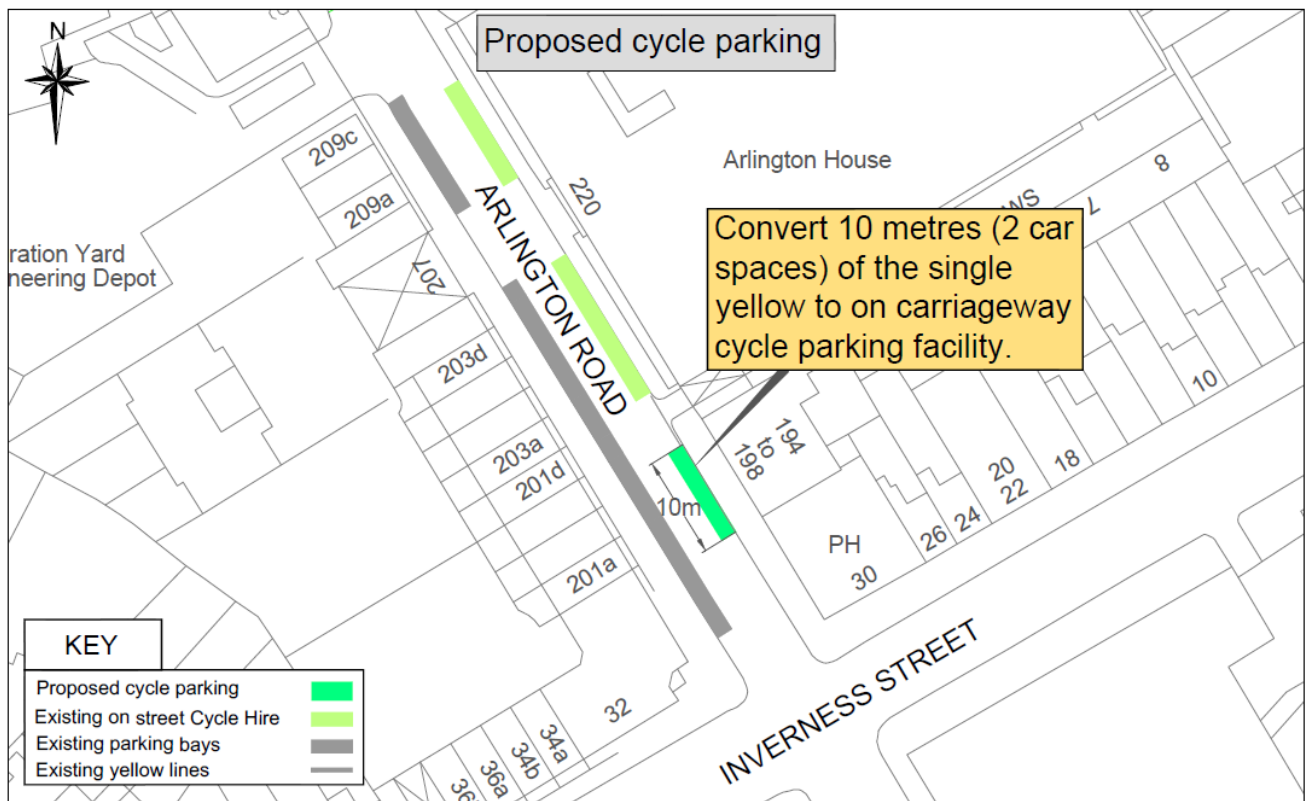 N
Proposed cycle parking
209c
209a
207
220
Arlington House
8
7
WS
ration Yard
neering Depot
ARLINGTON ROAD
Convert 10 metres (2 car
spaces) of the single
yellow to on carriageway
cycle parking facility.
203d
203a
201d
201a
10m
194
to
198
PH
30
26
24
20
22
18
10
INVERNESS STREET
32
34a
34b
36a
36
KEY
Proposed cycle parking
Existing on street Cycle Hire
Existing parking bays
Existing yellow lines